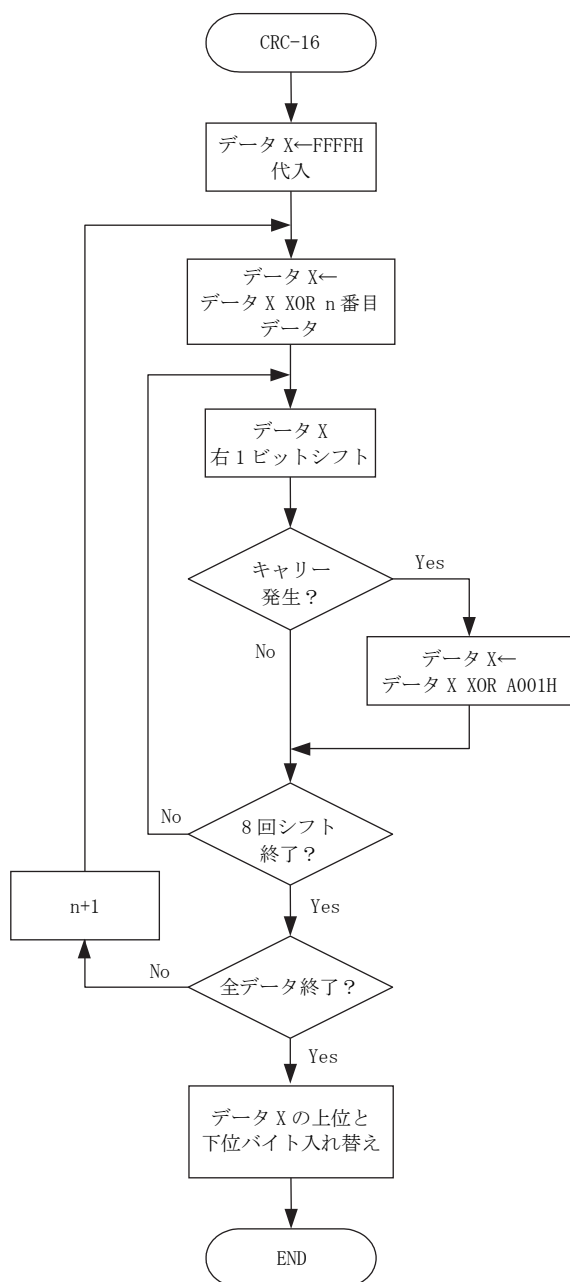 CRC-16
データ X←FFFFH
代入
データ X←
データ X XOR n 番目
データ
データ X
右 1 ビットシフト
キャリー
発生？
Yes
No
データ X←
データ X XOR A001H
8 回シフト
終了？
No
Yes
n+1
全データ終了？
No
Yes
データ X の上位と
下位バイト入れ替え
END